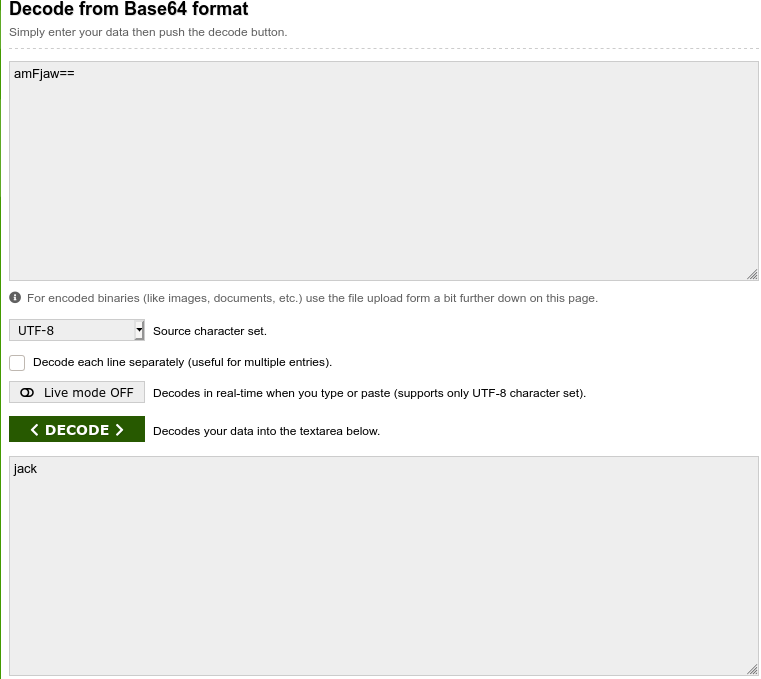 Decode from Base64 format
Simply enter your data then push the decode button.
amFjaw==
For encoded binaries (like images, documents, etc.) use the file upload form a bit further down on this page.
UTF-8 Source character set.
Decode each line separately (useful for multiple entries).
Live mode OFF Decodes in real-time when you type or paste (supports only UTF-8 character set).
< DECODE > Decodes your data into the textarea below.
jack